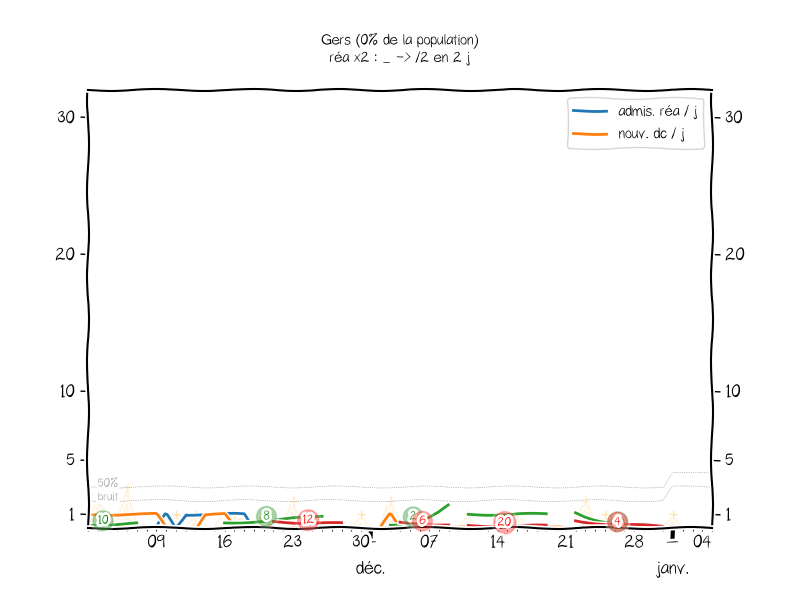 Gers (0% de la population)
réa x2 : _ -> /2 en 2 j
admis. réa / j
nouv. dc / j
30 30
20 20
10 10
5 5
50%
bruit
1 1
10 8 12 2 6 20 4
09 16 23 30 07 14 21 28 04
déc. janv.